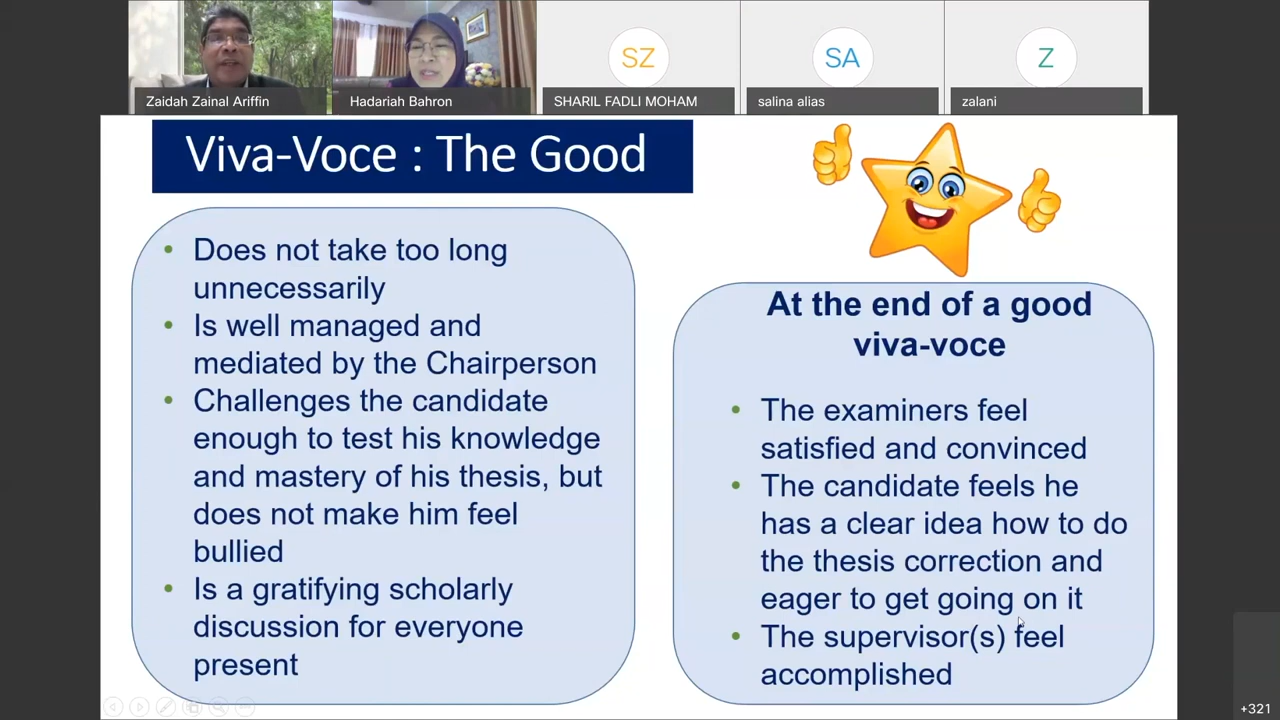 SZ
SA
Z
Zaidah Zainal Ariffin
Hadariah Bahron
SHARIL FADLI MOHAM
salina alias
zalani
Viva-Voce : The Good
• Does not take too long
unnecessarily
• Is well managed and
mediated by the Chairperson
• Challenges the candidate
enough to test his knowledge
and mastery of his thesis, but
does not make him feel
bullied
• Is a gratifying scholarly
discussion for everyone
present
At the end of a good
viva-voce
• The examiners feel
satisfied and convinced
• The candidate feels he
has a clear idea how to do
the thesis correction and
eager to get going on it
• The supervisor(s) feel
accomplished
+321